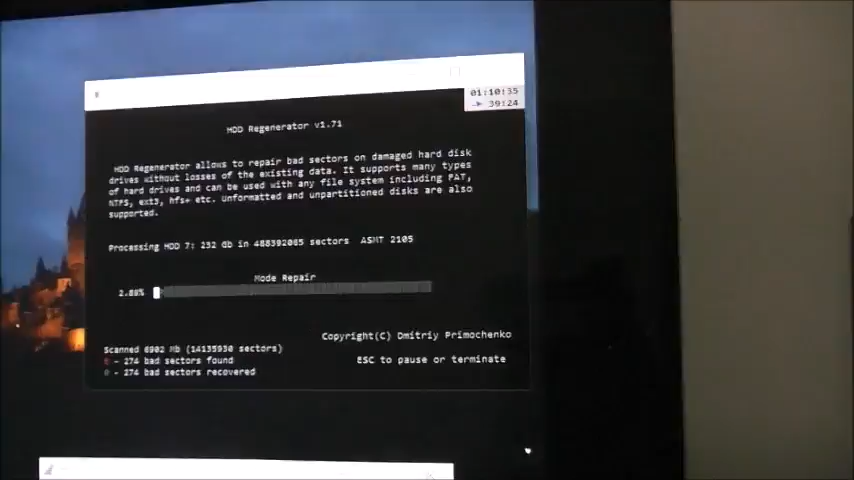 01:10:35
39:24
HDD Regenerator v1.71
HDD Regenerator allows to repair bad sectors on damaged hard disk
drives without losses of the existing data. It supports many types
of hard drives and can be used with any file system including FAT,
NTFS, ext3, hfs+ etc. Unformatted and unpartitioned disks are also
supported.
Processing HDD 7: 232 Gb in 488392065 sectors ASMT 2105
Mode Repair
2.89%
Copyright(C) Dmitriy Primochenko
Scanned 6902 Mb (14135930 sectors)
ESC to pause or terminate
B - 274 bad sectors found
R - 274 bad sectors recovered